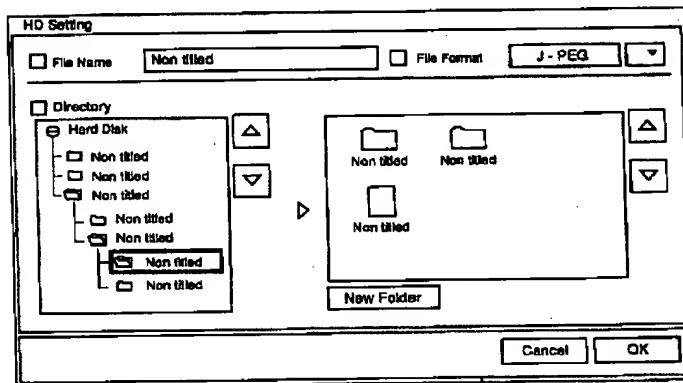 HD Setting
File Name
Non titled
File Format
J - PEG
Directory
Hard Disk
Non titled
Non titled
Non titled
Non titled
Non titled
Non titled
Non titled
Non titled
Non titled
Non titled
New Folder
Cancel
OK